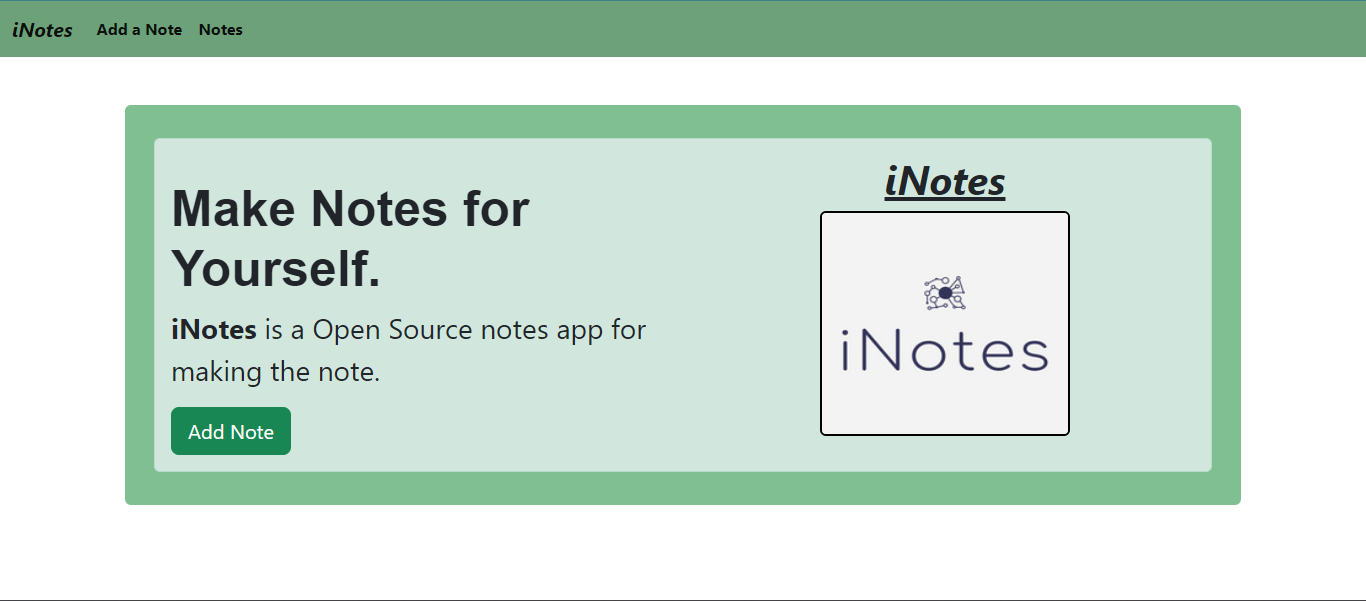 iNotes Add a Note Notes
Make Notes for
Yourself.
iNotes is a Open Source notes app for
making the note.
Add Note
iNotes
iNotes